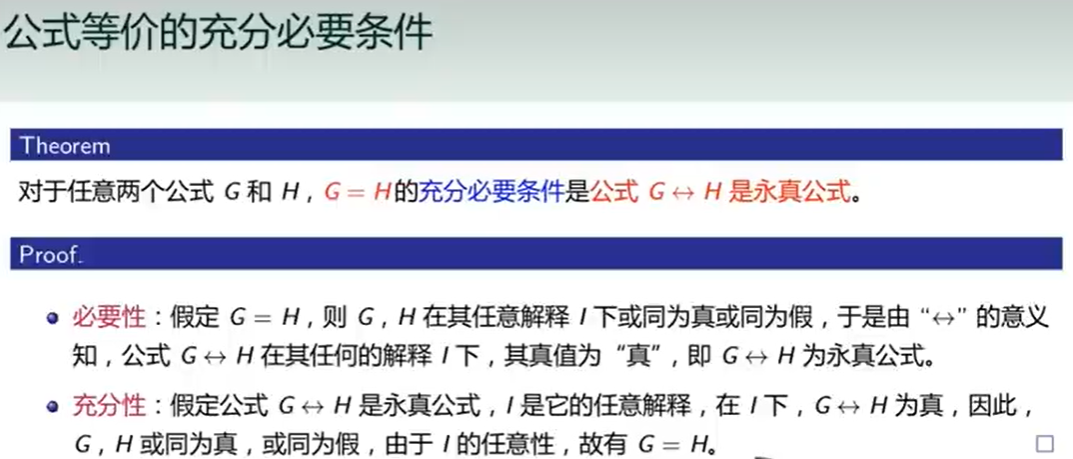 公式等价的充分必要条件
Theorem
对于任意两个公式 G 和 H，G = H的充分必要条件是公式 G ↔ H 是永真公式。
Proof.
必要性：假定 G = H，则 G，H 在其任意解释 I 下或同为真或同为假，于是由 “↔” 的意义
知，公式 G ↔ H 在其任何的解释 I 下，其真值为 “真”，即 G ↔ H 为永真公式。
充分性：假定公式 G ↔ H 是永真公式，I 是它的任意解释，在 I 下，G ↔ H 为真，因此，
G，H 或同为真，或同为假，由于 I 的任意性，故有 G = H。